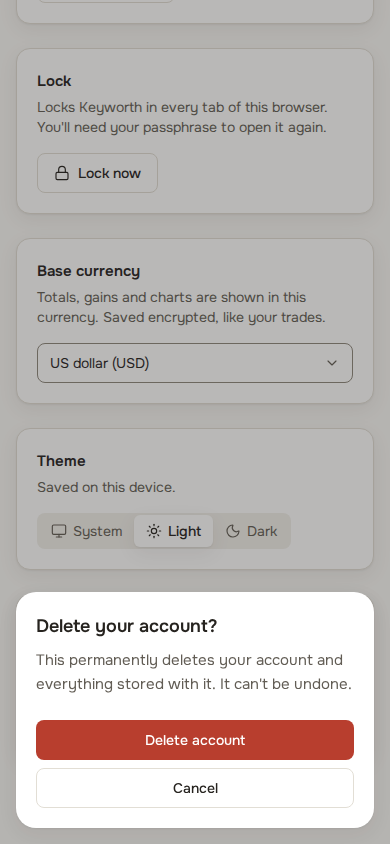 Lock
Locks Keyworth in every tab of this browser.
You'll need your passphrase to open it again.
Lock now
Base currency
Totals, gains and charts are shown in this
currency. Saved encrypted, like your trades.
US dollar (USD)
Theme
Saved on this device.
System Light Dark
Delete your account?
This permanently deletes your account and
everything stored with it. It can't be undone.
Delete account
Cancel